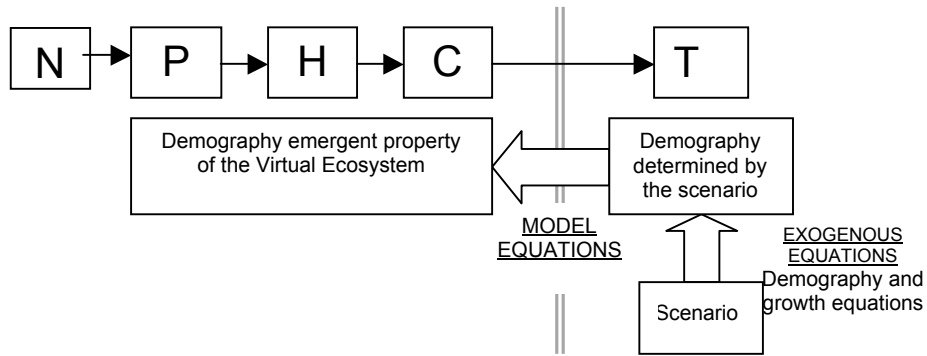 N
P
H
C
T
Demography emergent property
of the Virtual Ecosystem
Demography
determined by
the scenario
MODEL
EQUATIONS
EXOGENOUS
EQUATIONS
Demography and
growth equations
Scenario